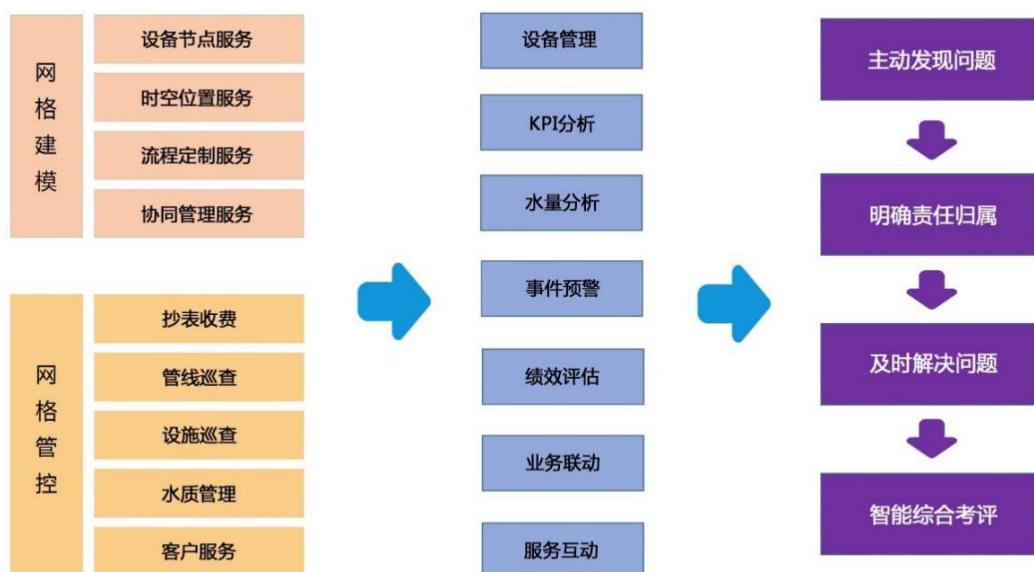 网格建模
设备节点服务
时空位置服务
流程定制服务
协同管理服务
网格管控
抄表收费
管线巡查
设施巡查
水质管理
客户服务
设备管理
KPI分析
水量分析
事件预警
绩效评估
业务联动
服务互动
主动发现问题
明确责任归属
及时解决问题
智能综合考评